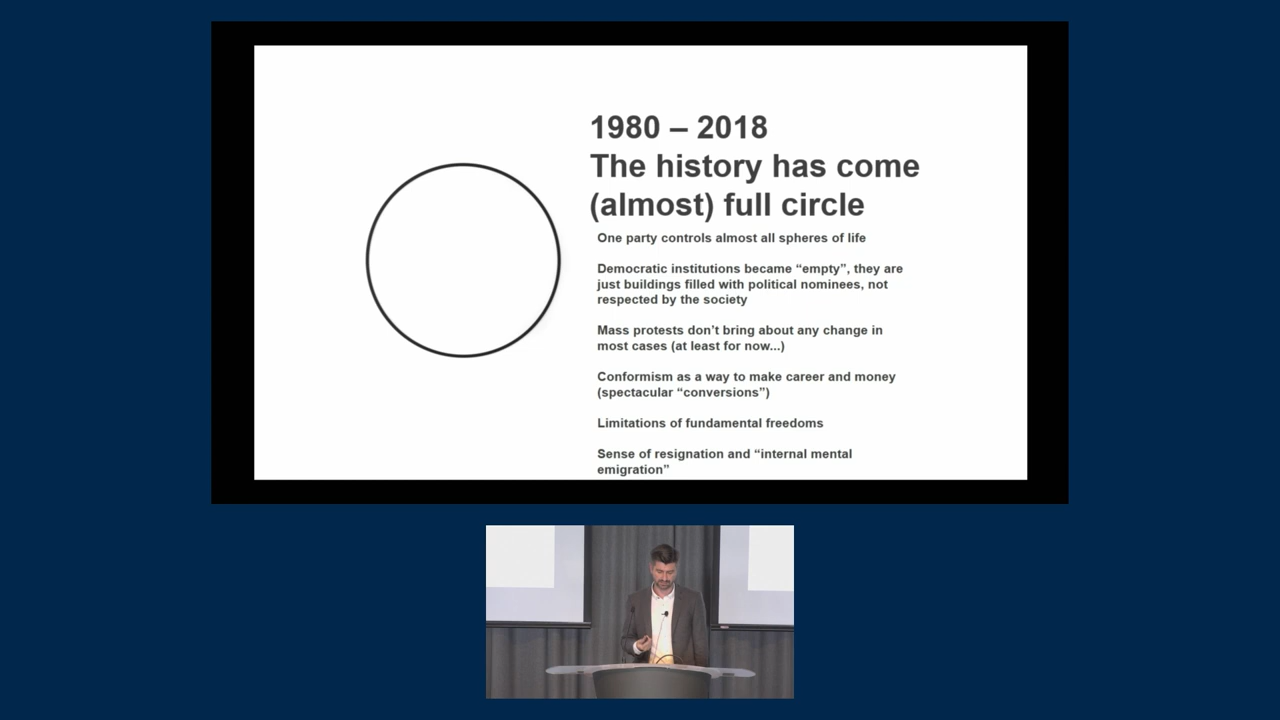 1980 – 2018
The history has come
(almost) full circle
One party controls almost all spheres of life
Democratic institutions became “empty”, they are
just buildings filled with political nominees, not
respected by the society
Mass protests don’t bring about any change in
most cases (at least for now...)
Conformism as a way to make career and money
(spectacular “conversions”)
Limitations of fundamental freedoms
Sense of resignation and “internal mental
emigration”